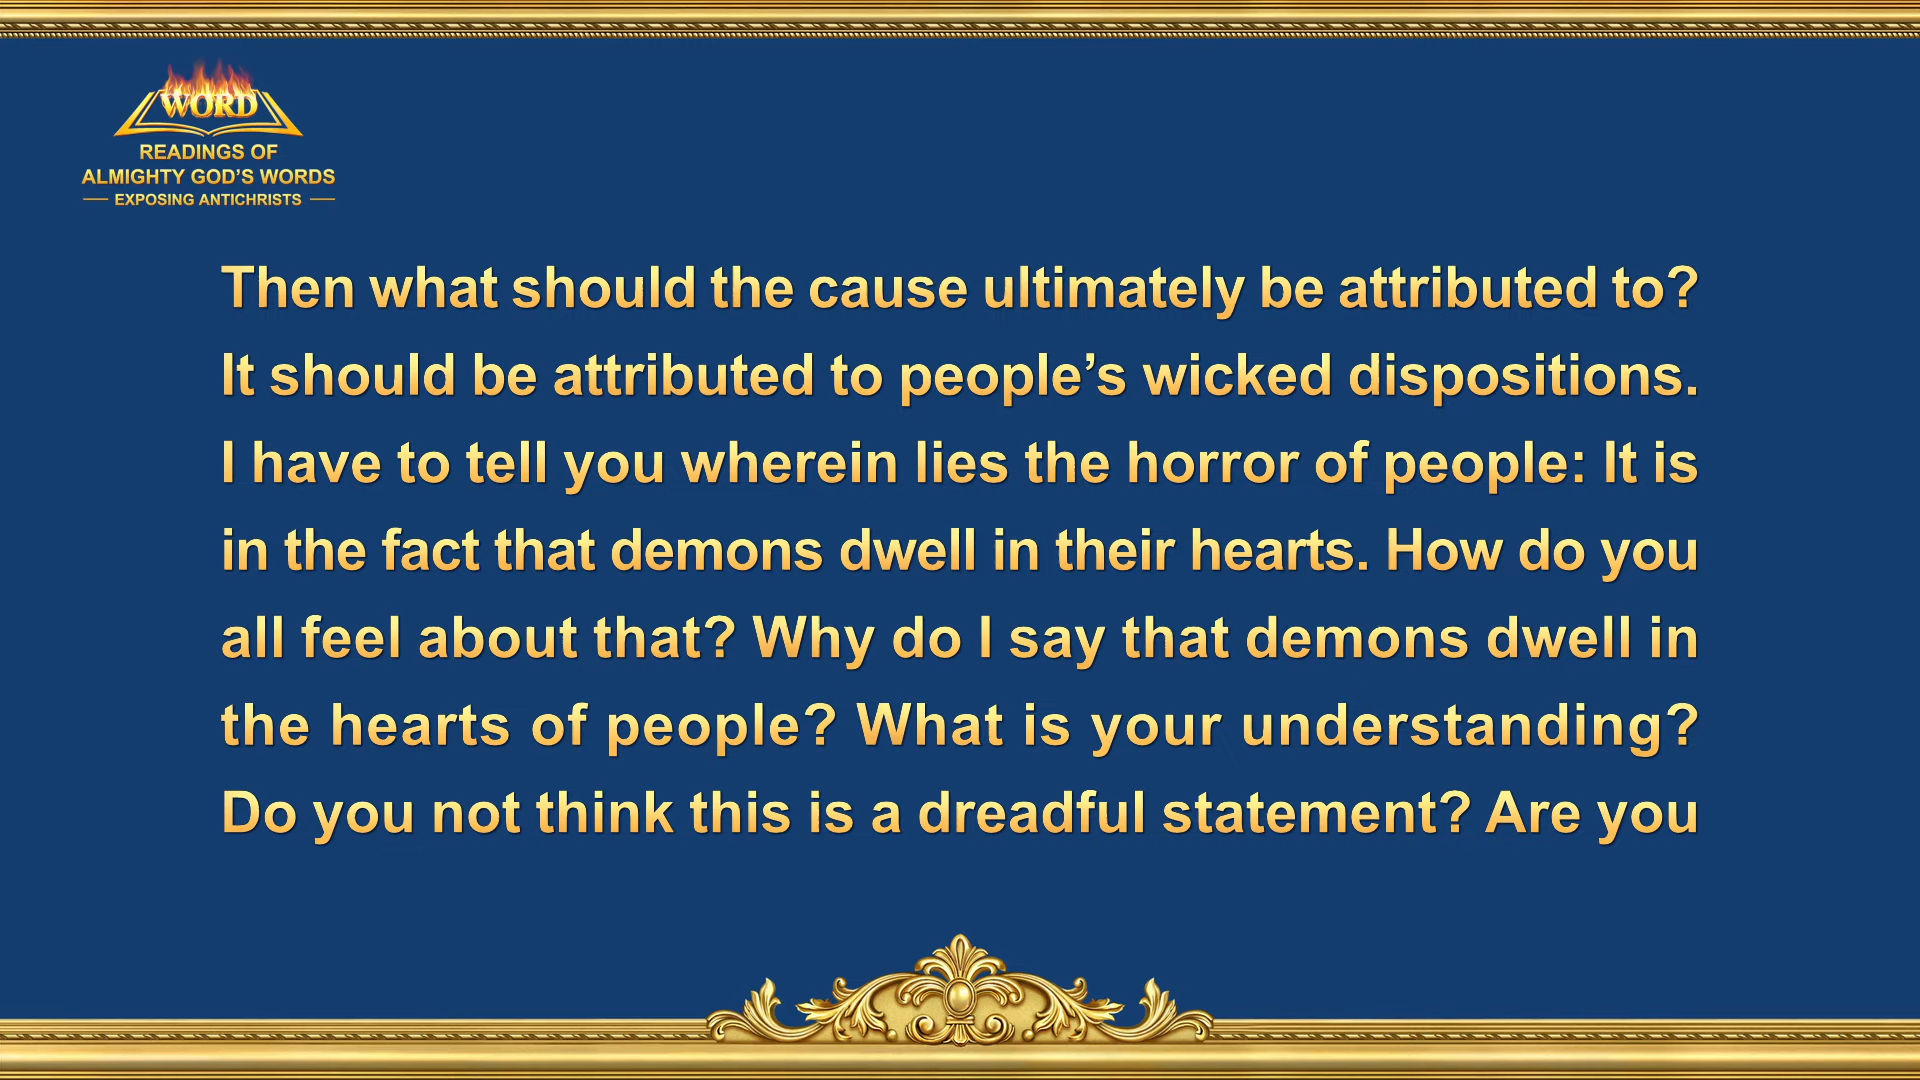 WORD
READINGS OF
ALMIGHTY GOD’S WORDS
EXPOSING ANTICHRISTS
Then what should the cause ultimately be attributed to?
It should be attributed to people’s wicked dispositions.
I have to tell you wherein lies the horror of people: It is
in the fact that demons dwell in their hearts. How do you
all feel about that? Why do I say that demons dwell in
the hearts of people? What is your understanding?
Do you not think this is a dreadful statement? Are you